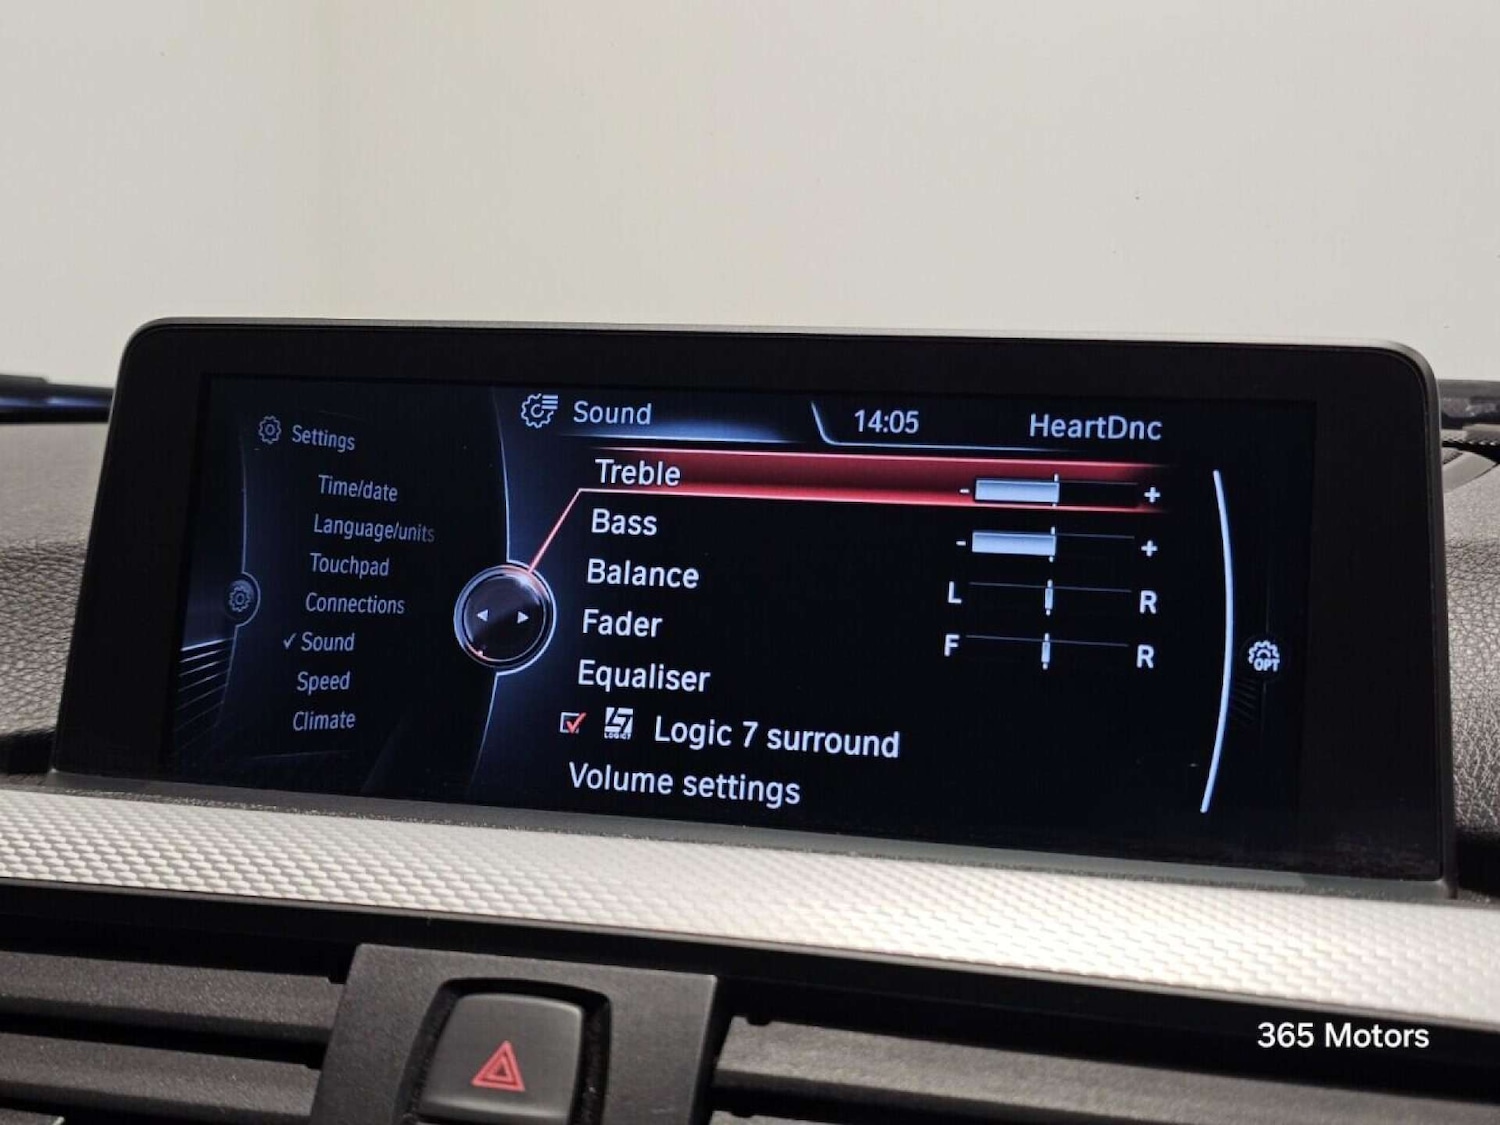 Settings
Time/date
Language/units
Touchpad
Connections
✓ Sound
Speed
Climate
Sound
14:05
HeartDnc
Treble - +
Bass - +
Balance L R
Fader F R
Equaliser
LOGIC7 Logic 7 surround
Volume settings
OPT
365 Motors